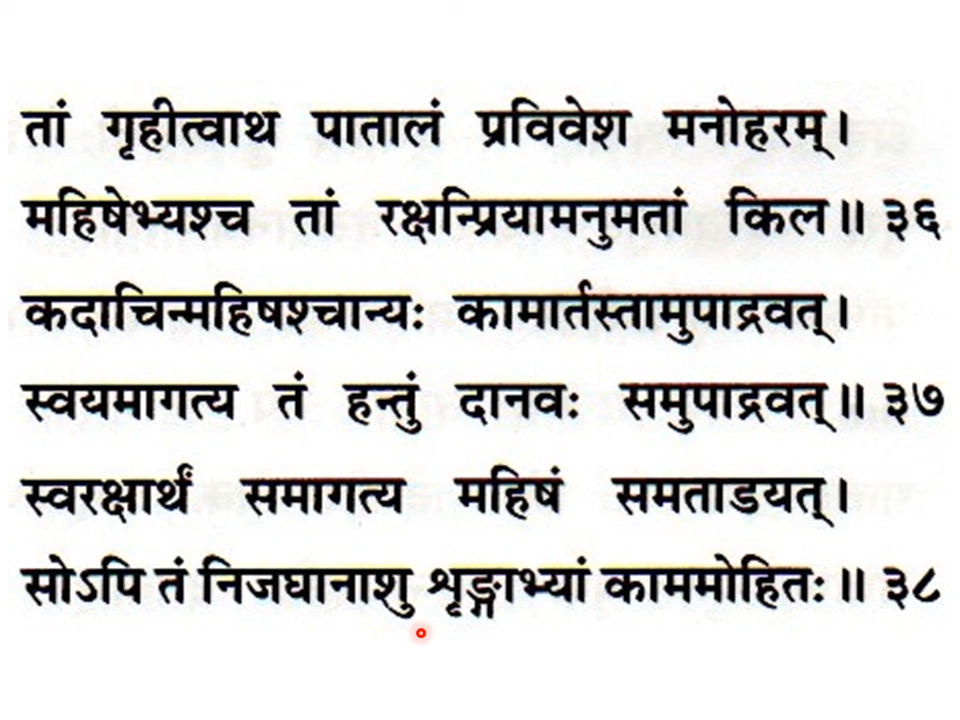 तां गृहीत्वाथ पातालं प्रविवेश मनोहरम्।
महिषेभ्यश्च तां रक्षन्प्रियामनुमतां किल॥ ३६
कदाचिन्महिषश्चान्यः कामार्तस्तामुपाद्रवत्।
स्वयमागत्य तं हन्तुं दानवः समुपाद्रवत्॥ ३७
स्वरक्षार्थं समागत्य महिषं समताडयत्।
सोऽपि तं निजघानाशु शृङ्गाभ्यां काममोहितः॥ ३८